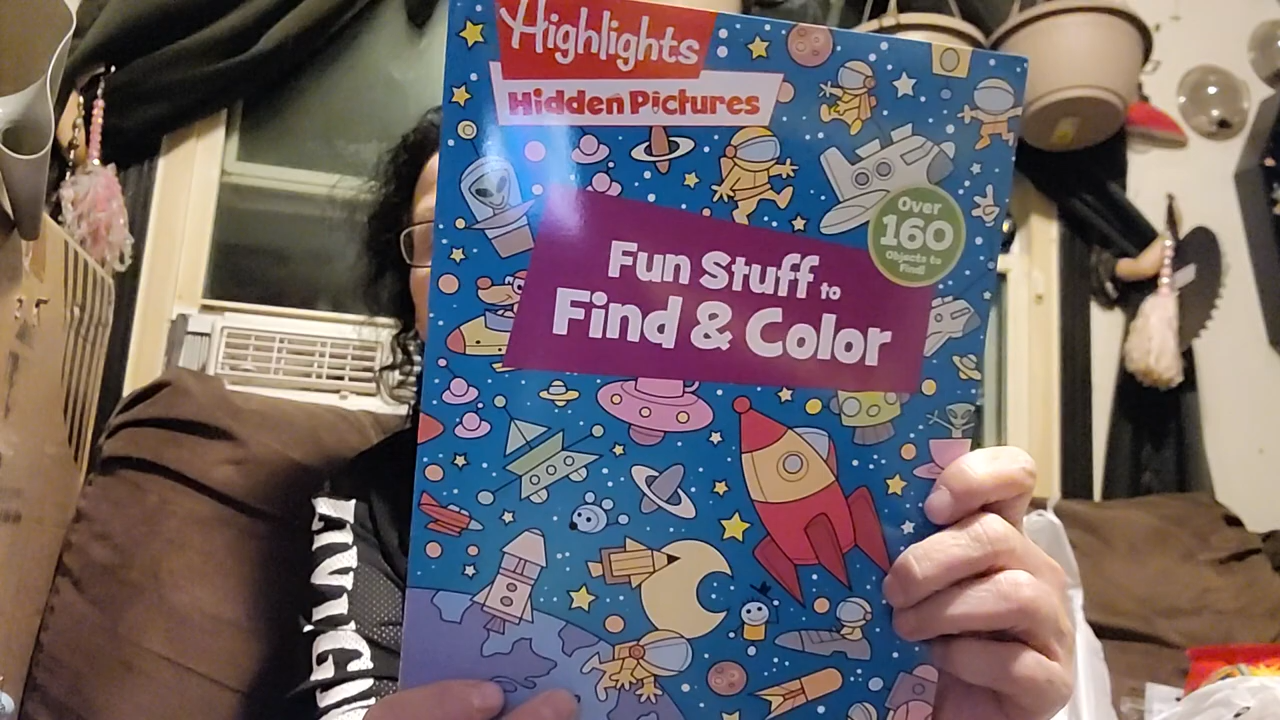 Highlights
Hidden Pictures
Over
160
Objects to
Find!
Fun Stuff to
Find & Color